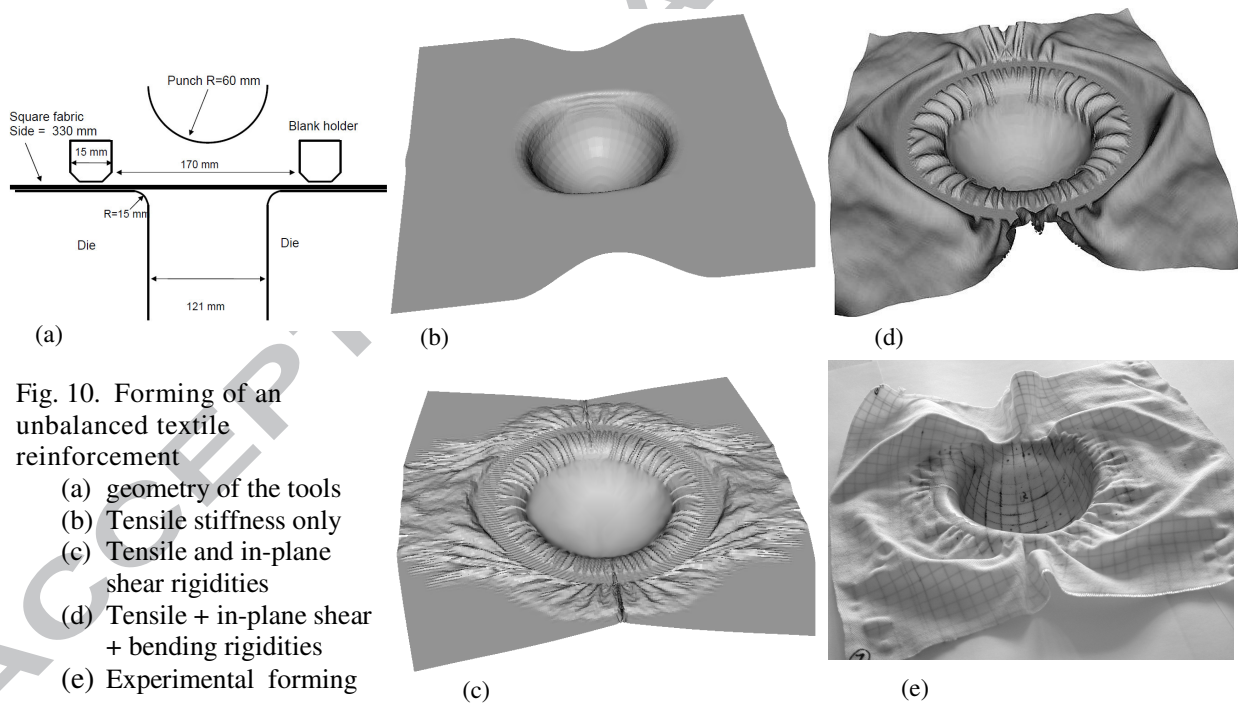 Punch R=60 mm
Square fabric
Side = 330 mm
Blank holder
15 mm
170 mm
R=15 mm
Die
Die
121 mm
(a)
(b)
(d)
Fig. 10. Forming of an
unbalanced textile
reinforcement
(a) geometry of the tools
(b) Tensile stiffness only
(c) Tensile and in-plane
shear rigidities
(d) Tensile + in-plane shear
+ bending rigidities
(e) Experimental forming
(c)
(e)
ACCEPT